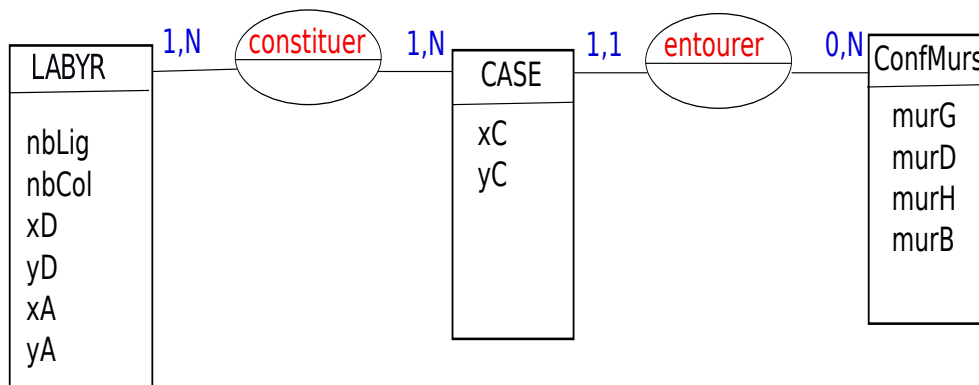 LABYR
nbLig
nbCol
xD
yD
xA
yA
1,N
constituer
1,N
CASE
xC
yC
1,1
entourer
0,N
ConfMurs
murG
murD
murH
murB